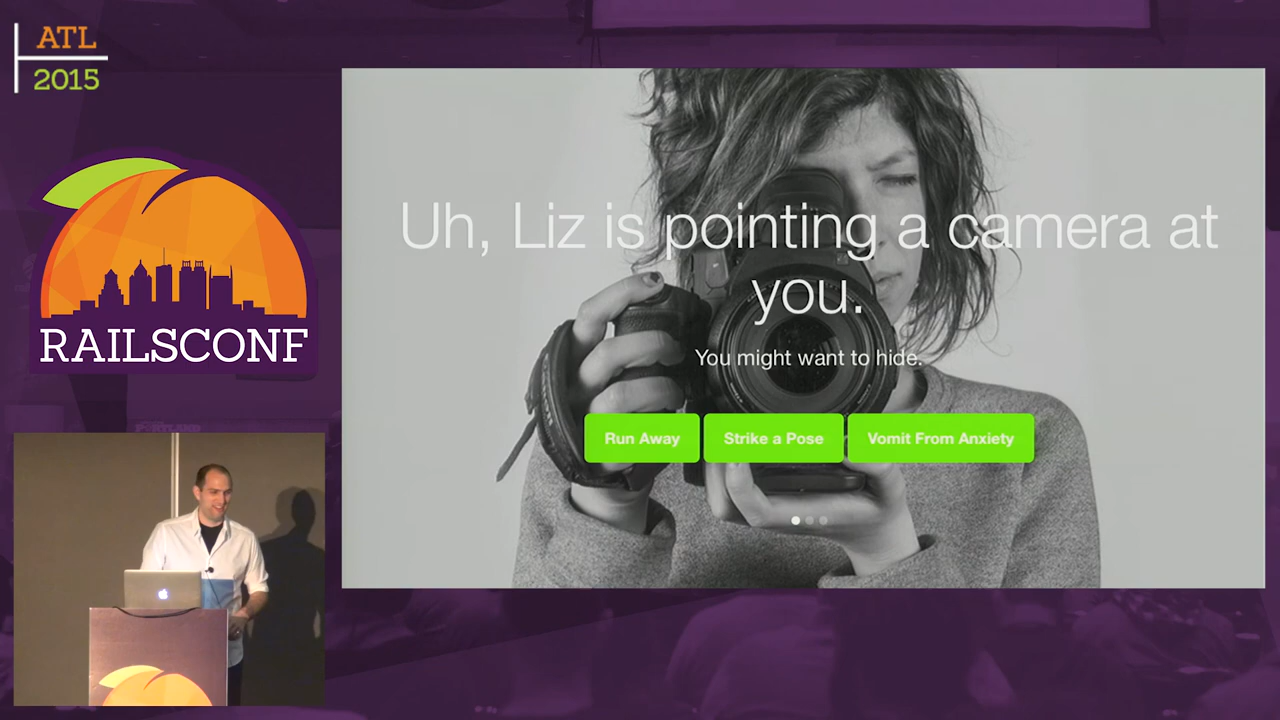 ATL
2015
RAILSCONF
Uh, Liz is pointing a camera at
you.
You might want to hide.
Run Away
Strike a Pose
Vomit From Anxiety